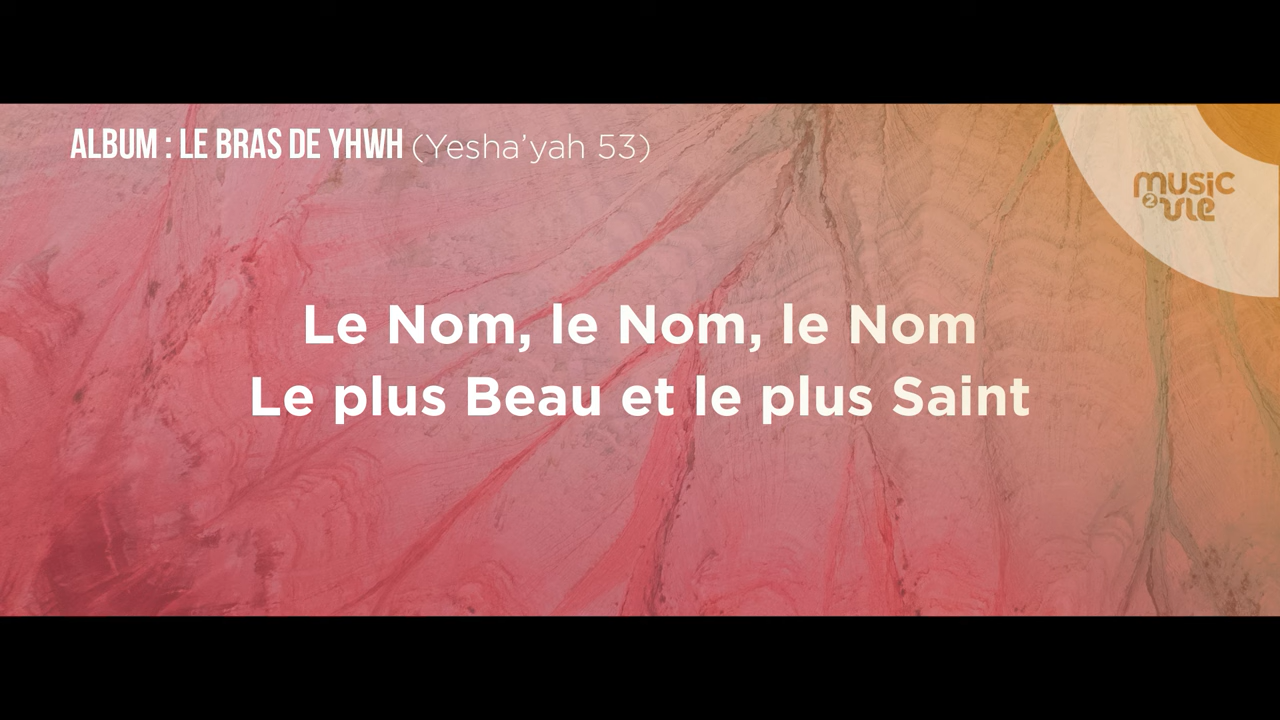 ALBUM : LE BRAS DE YHWH (Yesha'yah 53)
music
2 vie
Le Nom, le Nom, le Nom
Le plus Beau et le plus Saint